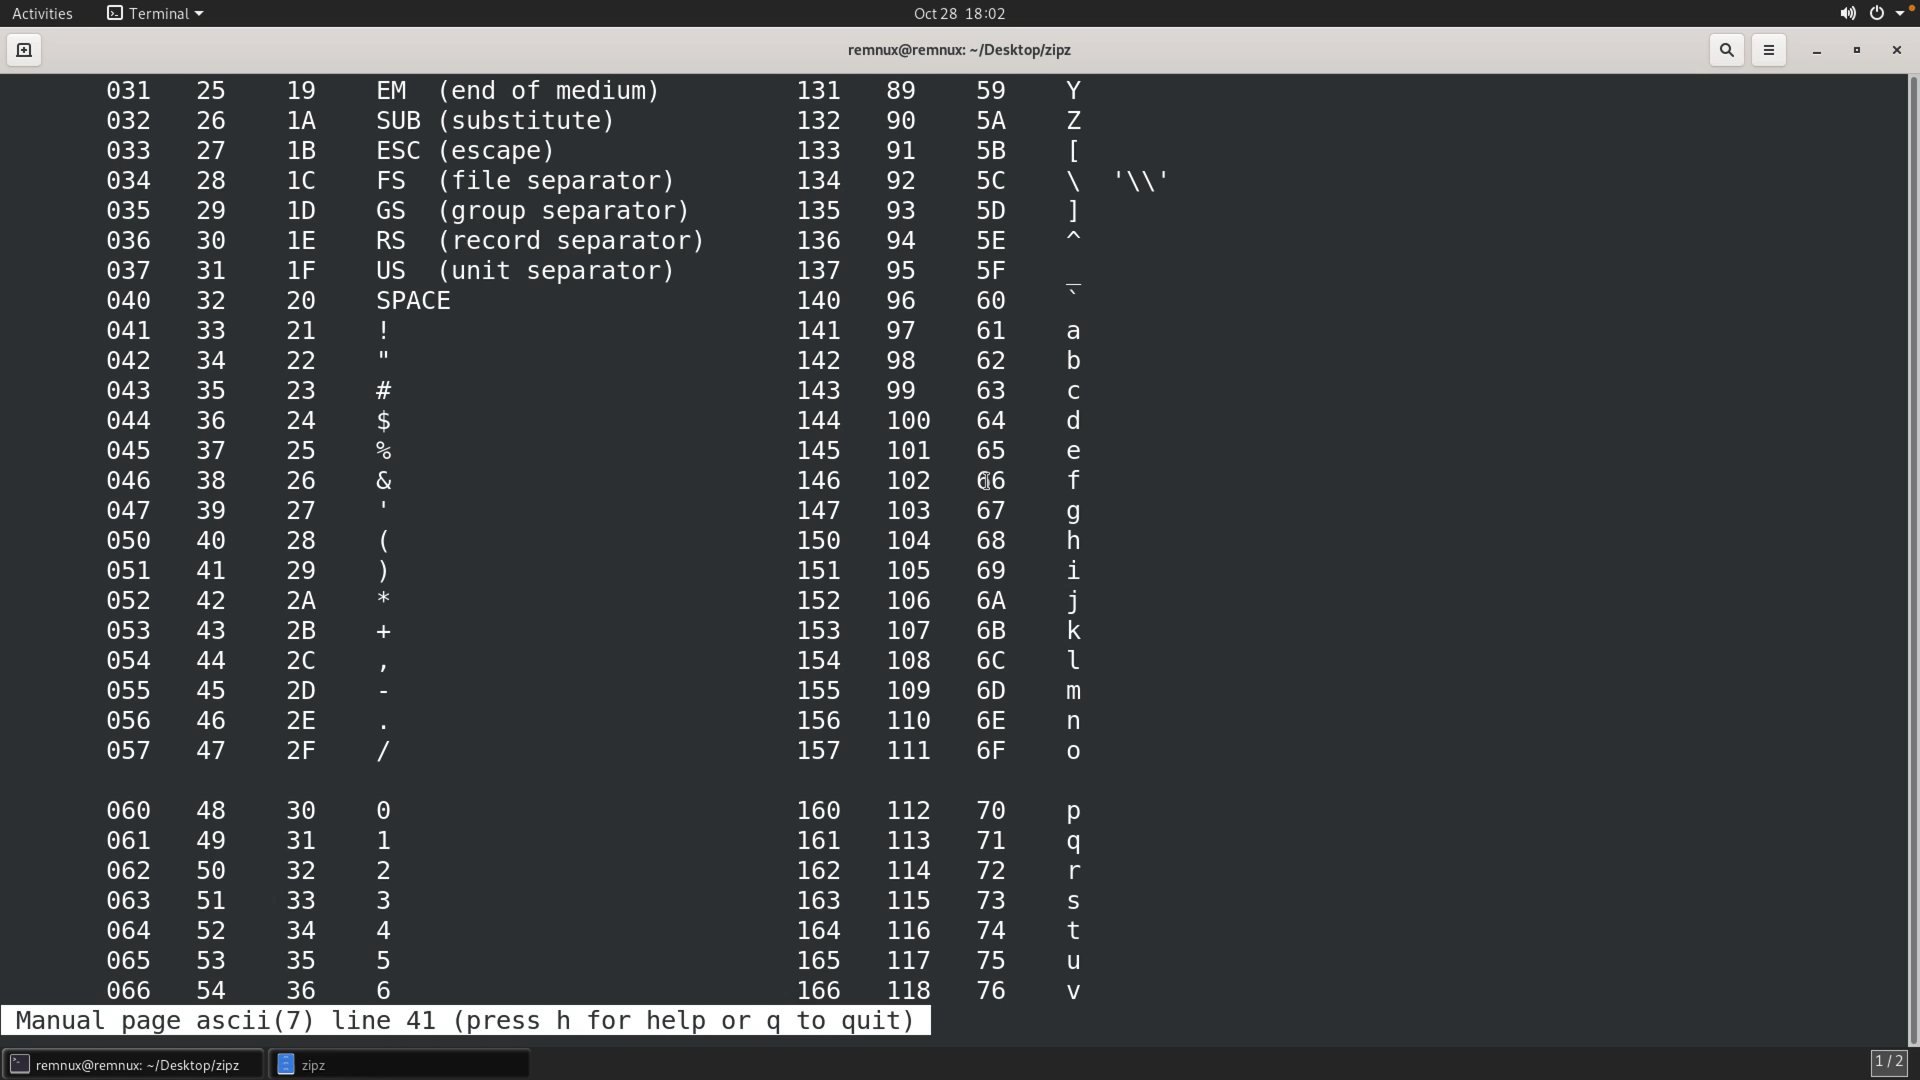 Activities Terminal Oct 28 18:02
remnux@remnux: ~/Desktop/zipz
031 25 19 EM (end of medium) 131 89 59 Y
032 26 1A SUB (substitute) 132 90 5A Z
033 27 1B ESC (escape) 133 91 5B [
034 28 1C FS (file separator) 134 92 5C \ '\\'
035 29 1D GS (group separator) 135 93 5D ]
036 30 1E RS (record separator) 136 94 5E ^
037 31 1F US (unit separator) 137 95 5F _
040 32 20 SPACE 140 96 60 `
041 33 21 ! 141 97 61 a
042 34 22 " 142 98 62 b
043 35 23 # 143 99 63 c
044 36 24 $ 144 100 64 d
045 37 25 % 145 101 65 e
046 38 26 & 146 102 66 f
047 39 27 ' 147 103 67 g
050 40 28 ( 150 104 68 h
051 41 29 ) 151 105 69 i
052 42 2A * 152 106 6A j
053 43 2B + 153 107 6B k
054 44 2C , 154 108 6C l
055 45 2D - 155 109 6D m
056 46 2E . 156 110 6E n
057 47 2F / 157 111 6F o
060 48 30 0 160 112 70 p
061 49 31 1 161 113 71 q
062 50 32 2 162 114 72 r
063 51 33 3 163 115 73 s
064 52 34 4 164 116 74 t
065 53 35 5 165 117 75 u
066 54 36 6 166 118 76 v
Manual page ascii(7) line 41 (press h for help or q to quit)
remnux@remnux: ~/Desktop/zipz zipz 1 / 2